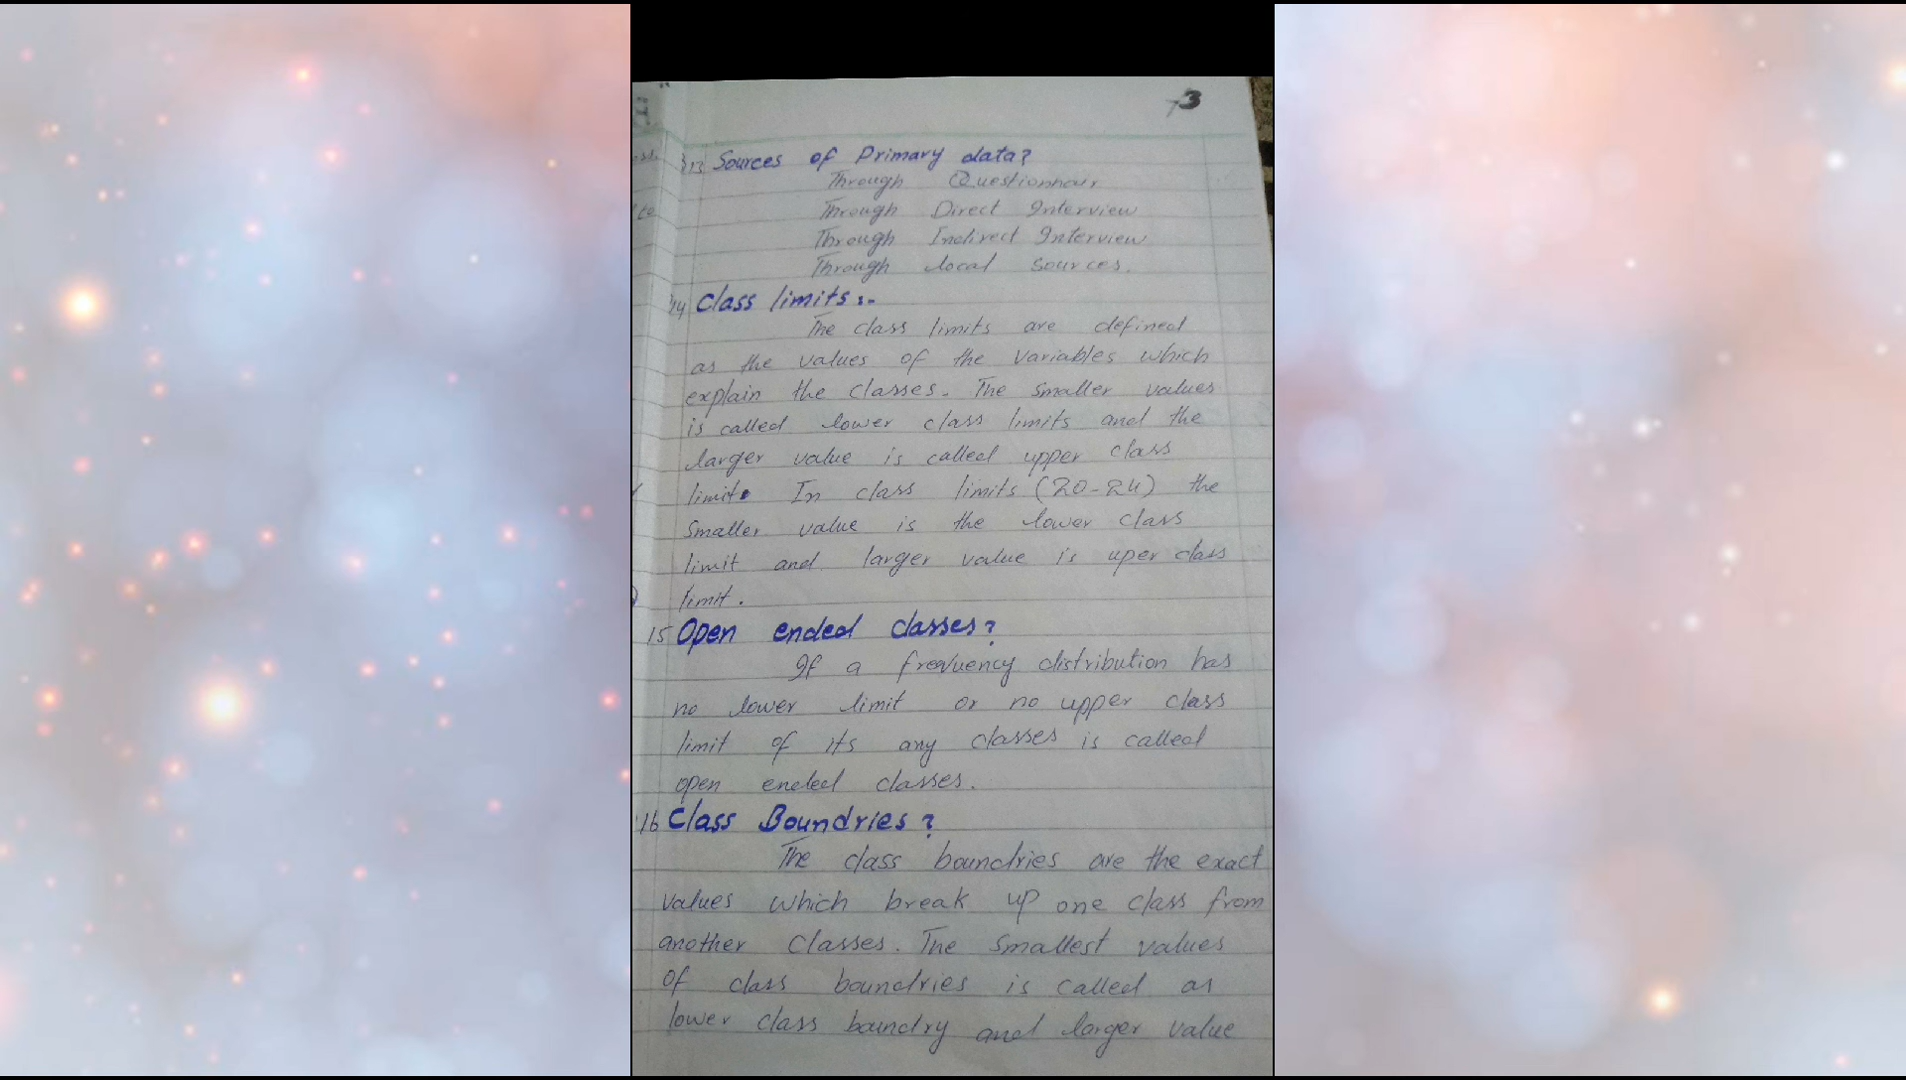 3
13 Sources of Primary data?
Through Questionnair
Through Direct Interview
Through Indirect Interview
Through local Sources.
14 Class limits:-
The class limits are defined
as the values of the variables which
explain the classes. The smaller values
is called lower class limits and the
larger value is called upper class
limit. In class limits (20-24) the
smaller value is the lower class
limit and larger value is uper class
limit.
15 Open ended classes?
If a frequency distribution has
no lower limit or no upper class
limit of its any classes is called
open ended classes.
16 Class Boundries?
The class boundries are the exact
values which break up one class from
another classes. The smallest values
of class boundries is called as
lower class boundry and larger value